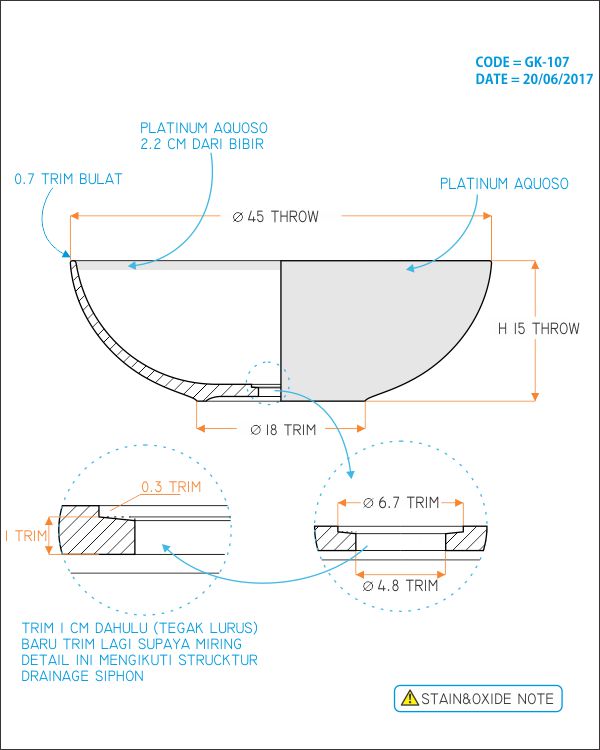 CODE = GK-107
DATE = 20/06/2017
PLATINUM AQUOSO
2.2 CM DARI BIBIR
0.7 TRIM BULAT
PLATINUM AQUOSO
Ø 45 THROW
H 15 THROW
Ø 18 TRIM
0.3 TRIM
1 TRIM
Ø 6.7 TRIM
Ø 4.8 TRIM
TRIM 1 CM DAHULU (TEGAK LURUS)
BARU TRIM LAGI SUPAYA MIRING
DETAIL INI MENGIKUTI STRUCKTUR
DRAINAGE SIPHON
STAIN&OXIDE NOTE